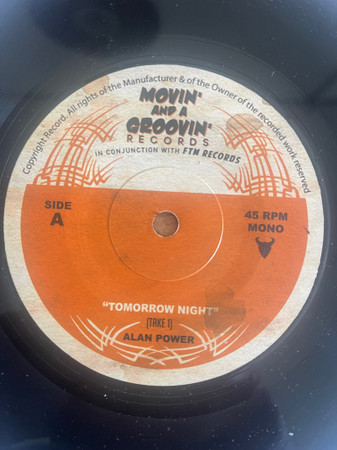 Copyright Record. All rights of the Manufacturer & of the Owner of the recorded work reserved
MOVIN'
AND A
GROOVIN'
RECORDS
IN CONJUNCTION WITH FTM RECORDS
SIDE
A
45 RPM
MONO
"TOMORROW NIGHT"
(TAKE 1)
ALAN POWER